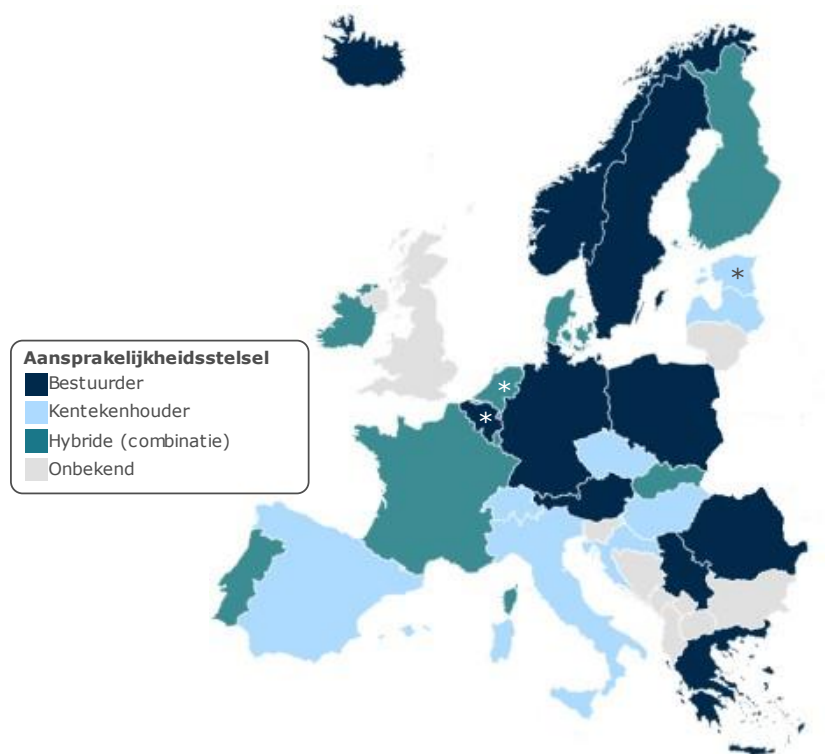 *
*
*
Aansprakelijkheidsstelsel
Bestuurder
Kentekenhouder
Hybride (combinatie)
Onbekend